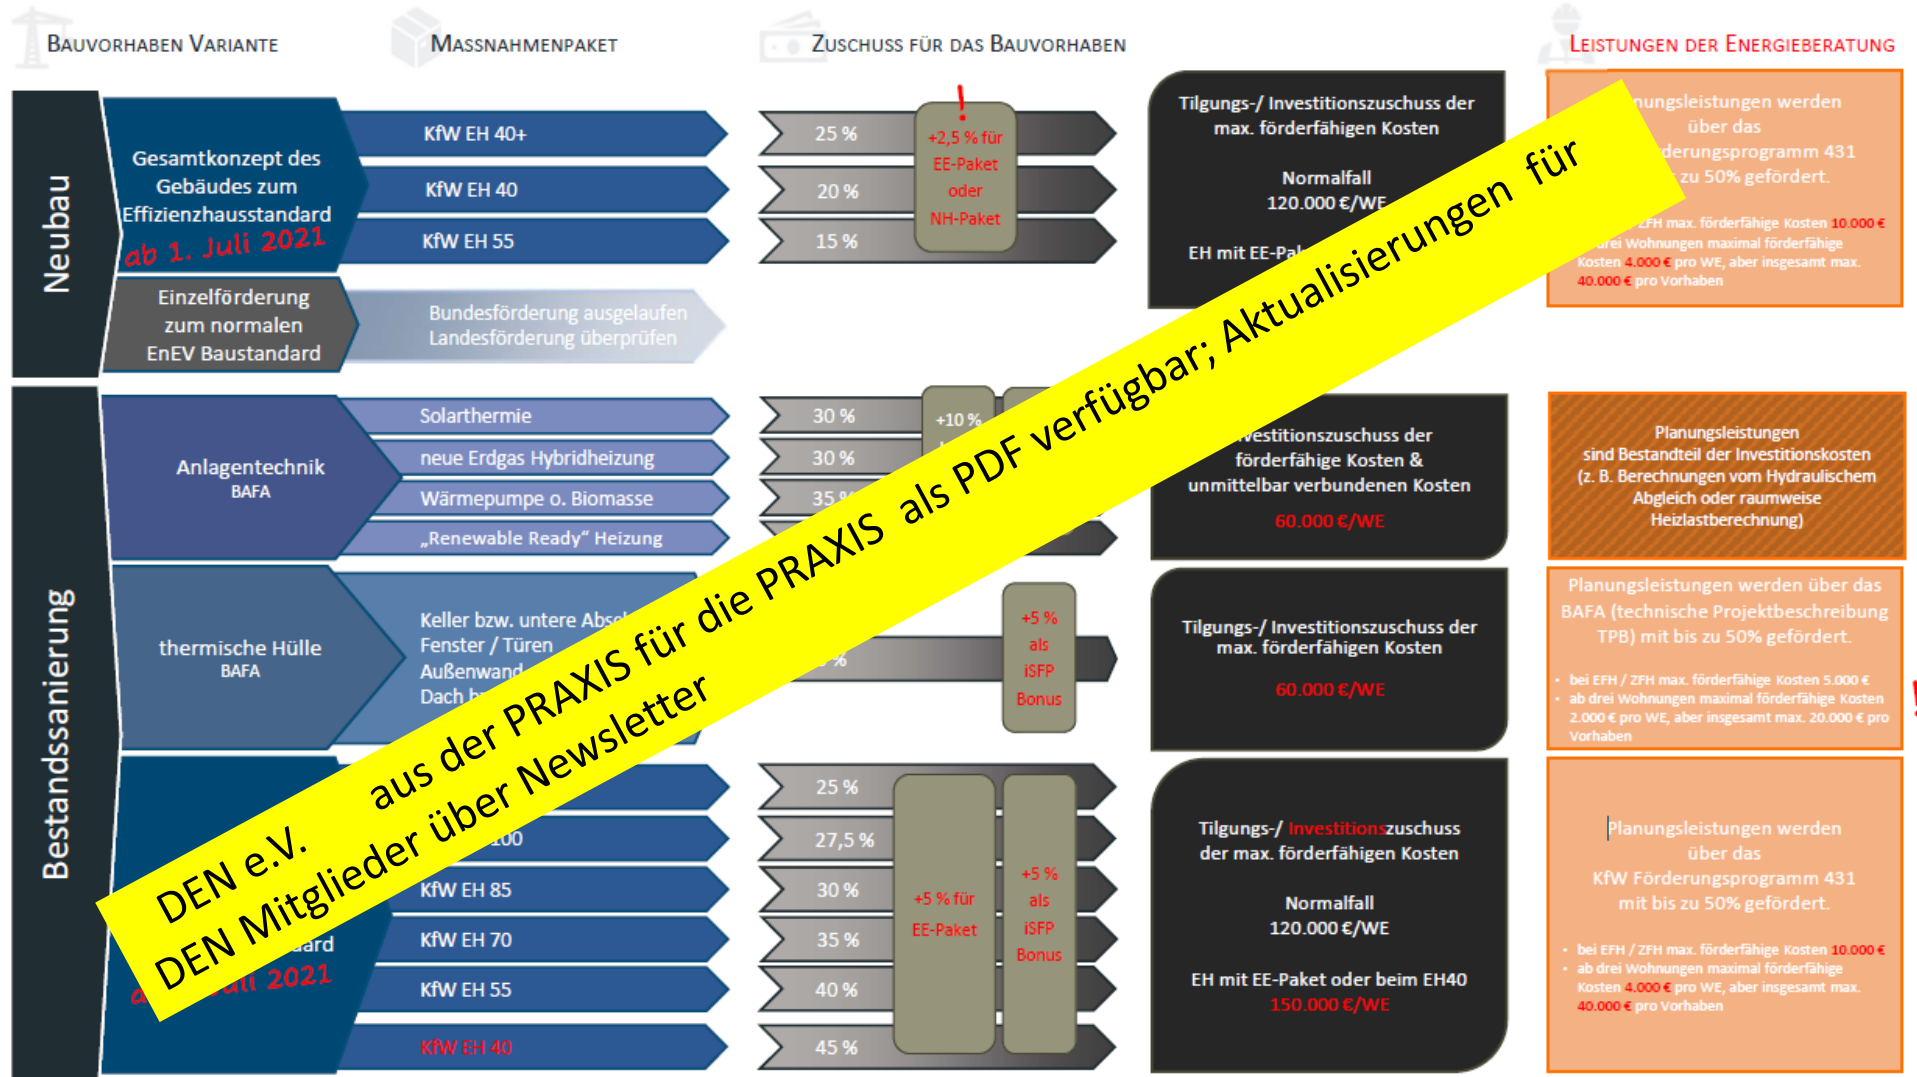 BAUVORHABEN VARIANTE
MASSNAHMENPAKET
ZUSCHUSS FÜR DAS BAUVORHABEN
LEISTUNGEN DER ENERGIEBERATUNG
Neubau
Gesamtkonzept des
Gebäudes zum
Effizienzhausstandard
ab 1. Juli 2021
KfW EH 40+
KfW EH 40
KfW EH 55
25 %
20 %
15 %
!
+2,5 % für
EE-Paket
oder
NH-Paket
Tilgungs-/ Investitionszuschuss der
max. förderfähigen Kosten
Normalfall
120.000 €/WE
EH mit
über das
431
zu 50% gefördert.
ZFH max. förderfähige Kosten 10.000 €
drei Wohnungen maximal förderfähige
Kosten 4.000 € pro WE, aber insgesamt max.
40.000 € pro Vorhaben
Einzelförderung
zum normalen
EnEV Baustandard
Bundesförderung ausgelaufen
Landesförderung überprüfen
Bestandssanierung
Anlagentechnik
BAFA
Solarthermie
neue Erdgas Hybridheizung
Wärmepumpe o. Biomasse
„Renewable Ready“ Heizung
30 %
30 %
35 %
+10 %
der
förderfähige Kosten &
unmittelbar verbundenen Kosten
60.000 €/WE
Planungsleistungen
sind Bestandteil der Investitionskosten
(z. B. Berechnungen vom Hydraulischem
Abgleich oder raumweise
Heizlastberechnung)
thermische Hülle
BAFA
Keller bzw. untere
Fenster / Türen
Außenwand
Dach
%
+5 %
als
iSFP
Bonus
Tilgungs-/ Investitionszuschuss der
max. förderfähigen Kosten
60.000 €/WE
Planungsleistungen werden über das
BAFA (technische Projektbeschreibung
TPB) mit bis zu 50% gefördert.
• bei EFH / ZFH max. förderfähige Kosten 5.000 €
• ab drei Wohnungen maximal förderfähige Kosten
2.000 € pro WE, aber insgesamt max. 20.000 € pro
Vorhaben
!
Juli 2021
100
KfW EH 85
KfW EH 70
KfW EH 55
KfW EH 40
25 %
27,5 %
30 %
35 %
40 %
45 %
+5 % für
EE-Paket
+5 %
als
iSFP
Bonus
Tilgungs-/ Investitionszuschuss
der max. förderfähigen Kosten
Normalfall
120.000 €/WE
EH mit EE-Paket oder beim EH40
150.000 €/WE
Planungsleistungen werden
über das
KfW Förderungsprogramm 431
mit bis zu 50% gefördert.
• bei EFH / ZFH max. förderfähige Kosten 10.000 €
• ab drei Wohnungen maximal förderfähige
Kosten 4.000 € pro WE, aber insgesamt max.
40.000 € pro Vorhaben
DEN e.V. aus der PRAXIS für die PRAXIS als PDF verfügbar; Aktualisierungen für
DEN Mitglieder über Newsletter